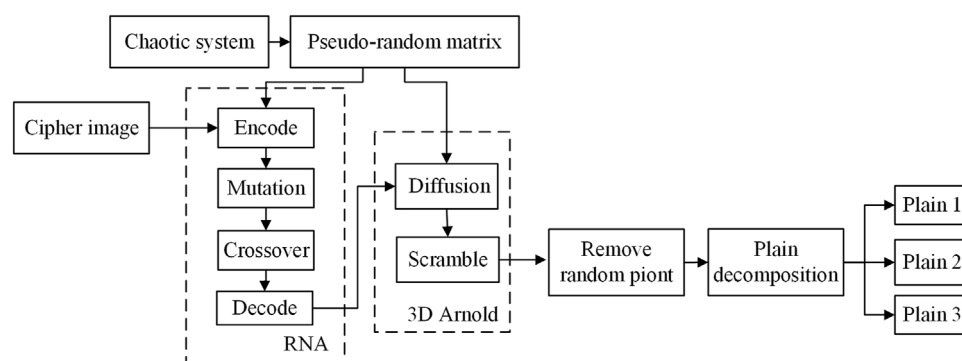 Chaotic system
Pseudo-random matrix
Cipher image
Encode
Mutation
Crossover
Decode
RNA
Diffusion
Scramble
3D Arnold
Remove
random piont
Plain
decomposition
Plain 1
Plain 2
Plain 3